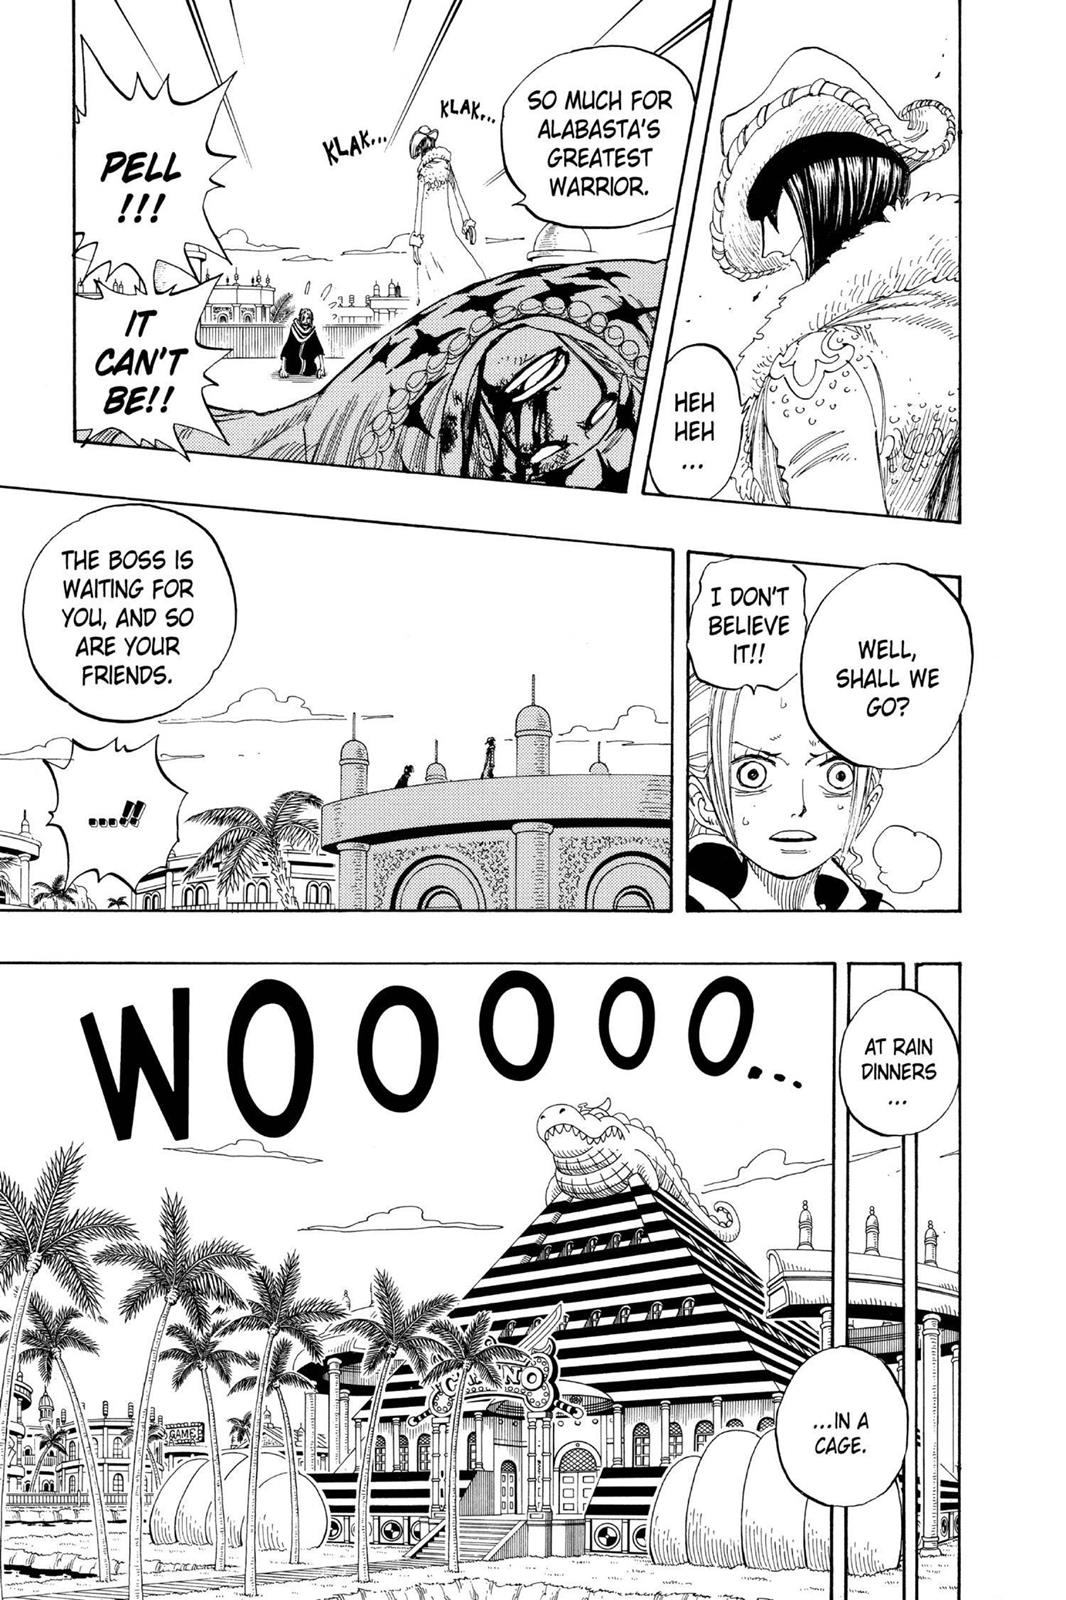 HEH
HEH
...
SO MUCH FOR
ALABASTA'S
GREATEST
WARRIOR.
KLAK...
KLAK...
PELL
!!!
IT
CAN'T
BE!!
WELL,
SHALL WE
GO?
I DON'T
BELIEVE
IT!!
THE BOSS IS
WAITING FOR
YOU, AND SO
ARE YOUR
FRIENDS.
...!!
AT RAIN
DINNERS
...
...IN A
CAGE.
WOOOOO...
CASINO
GAME